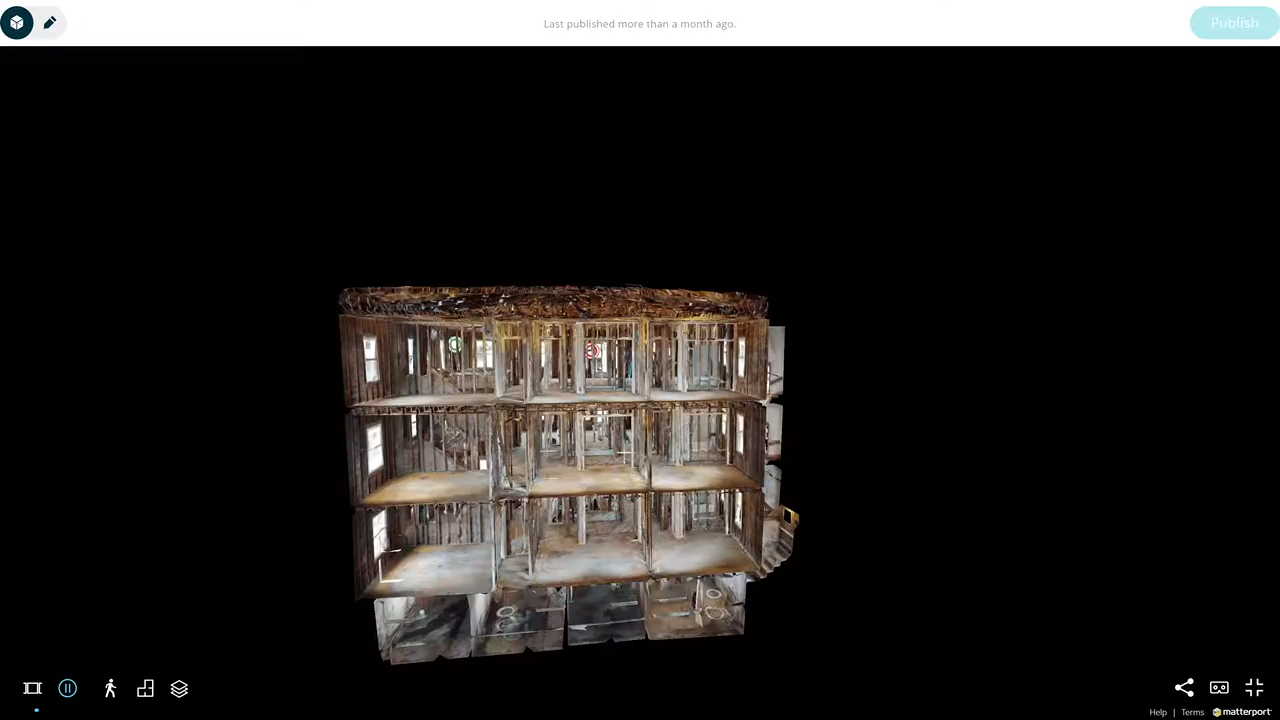 Last published more than a month ago.
Publish
Help | Terms matterport